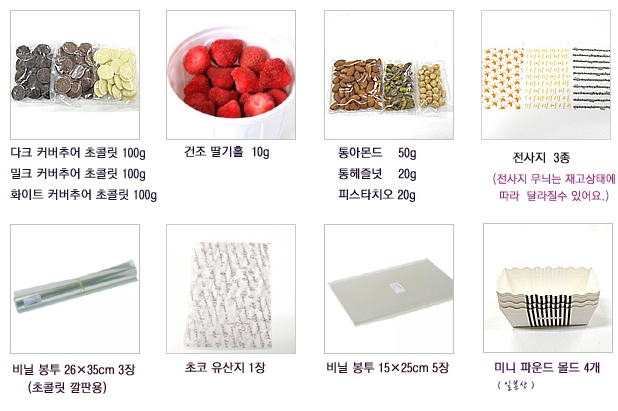 다크 커버추어 초콜릿 100g
밀크 커버추어 초콜릿 100g
화이트 커버추어 초콜릿 100g
건조 딸기홀 10g
통아몬드 50g
통헤즐넛 20g
피스타치오 20g
전사지 3종
(전사지 무늬는 재고상태에
따라 달라질수 있어요.)
비닐 봉투 26×35cm 3장
(초콜릿 깔판용)
초코 유산지 1장
비닐 봉투 15×25cm 5장
미니 파운드 몰드 4개
(일본산)